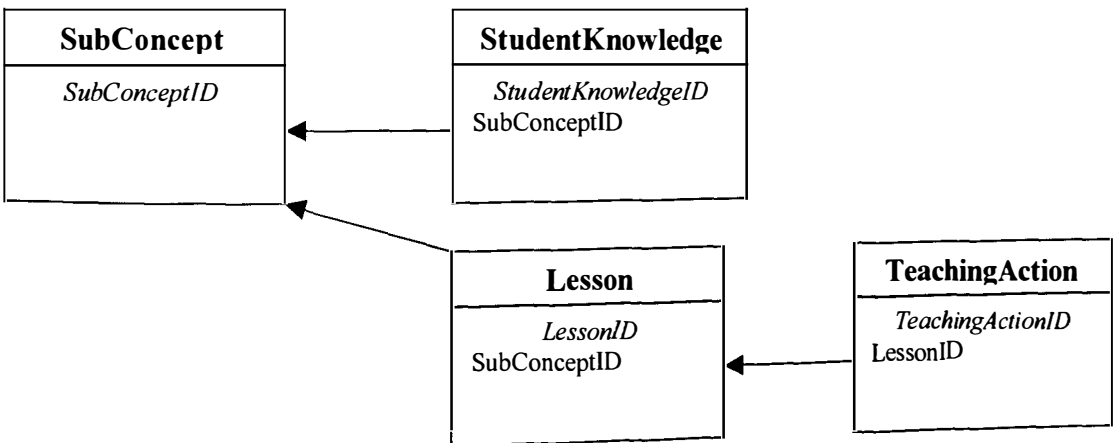 SubConcept
SubConceptID
StudentKnowledge
StudentKnowledgeID
SubConceptID
Lesson
LessonID
SubConceptID
TeachingAction
TeachingActionID
LessonID